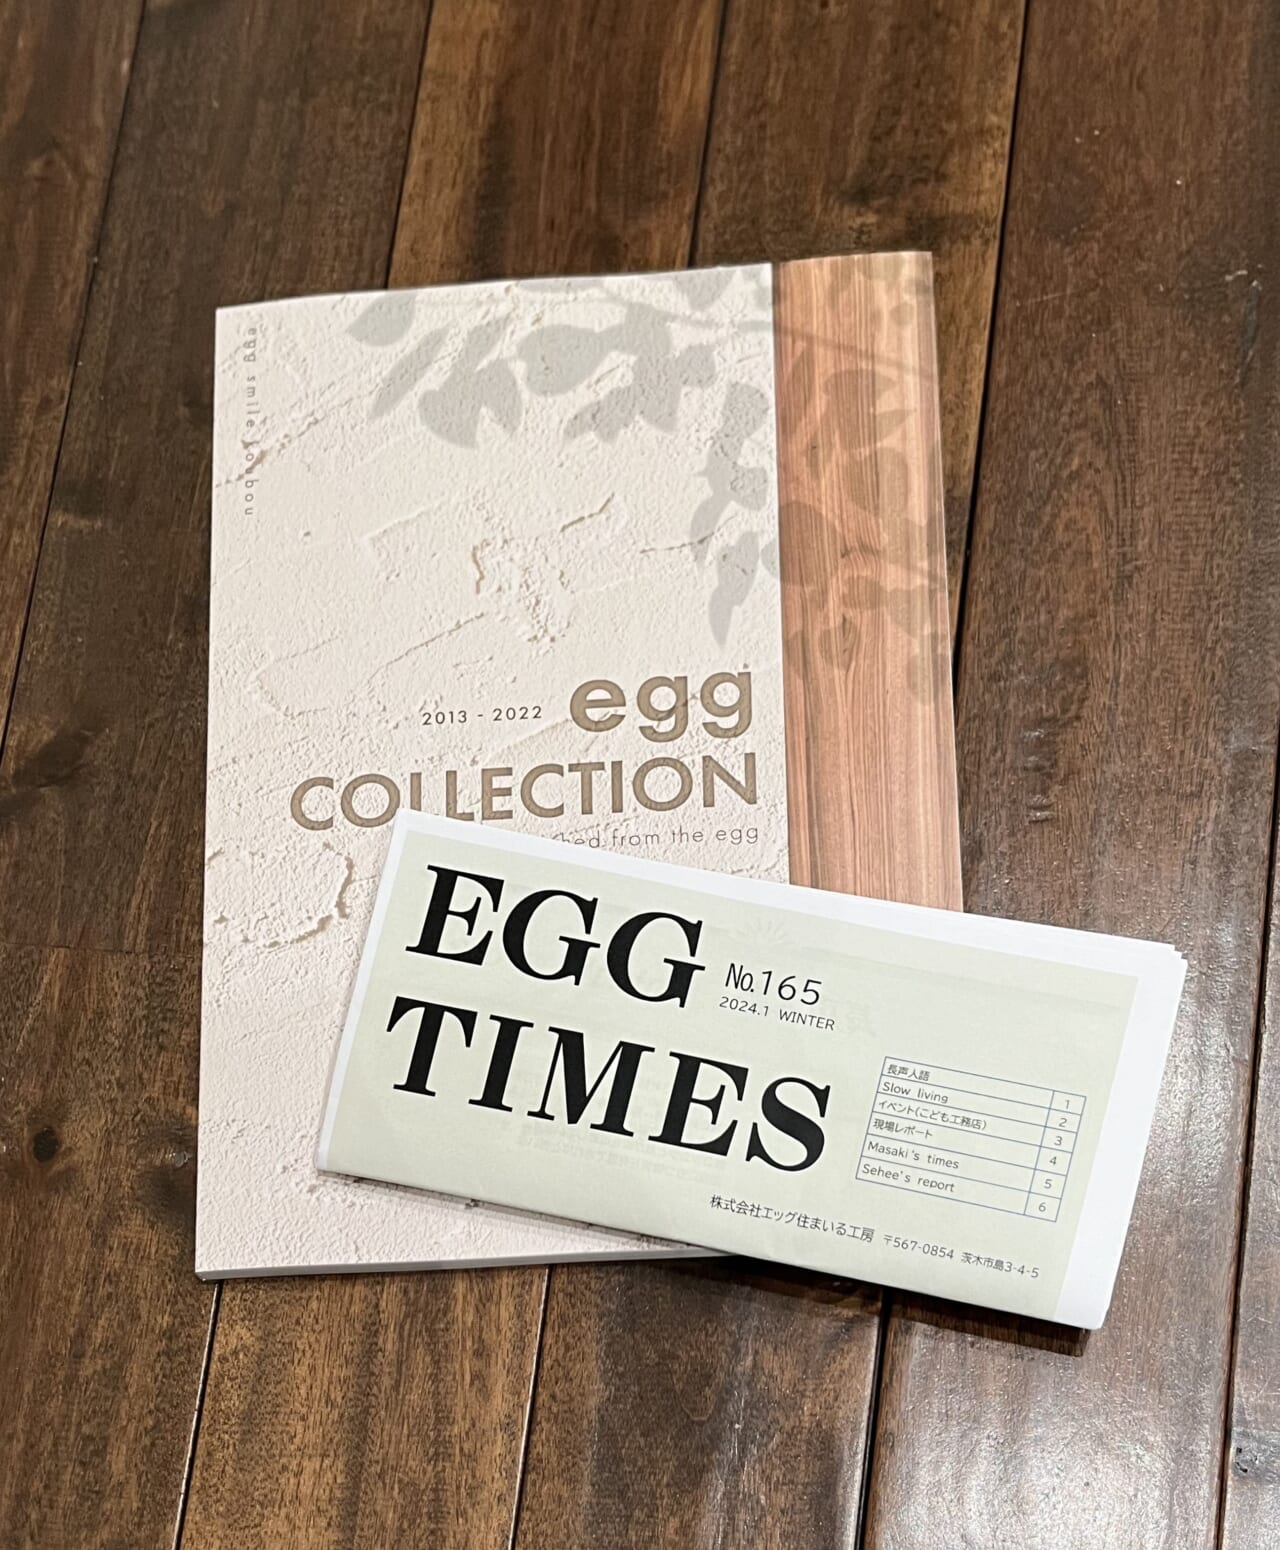 egg smile koubou
2013 - 2022 egg
COLLECTION
from the egg
EGG
TIMES
No.165
2024.1 WINTER
長声人語 1
Slow living 2
イベント(こども工務店) 3
現場レポート 4
Masaki's times 5
Sehee's report 6
株式会社エッグ住まいる工房 〒567-0854 茨木市島3-4-5